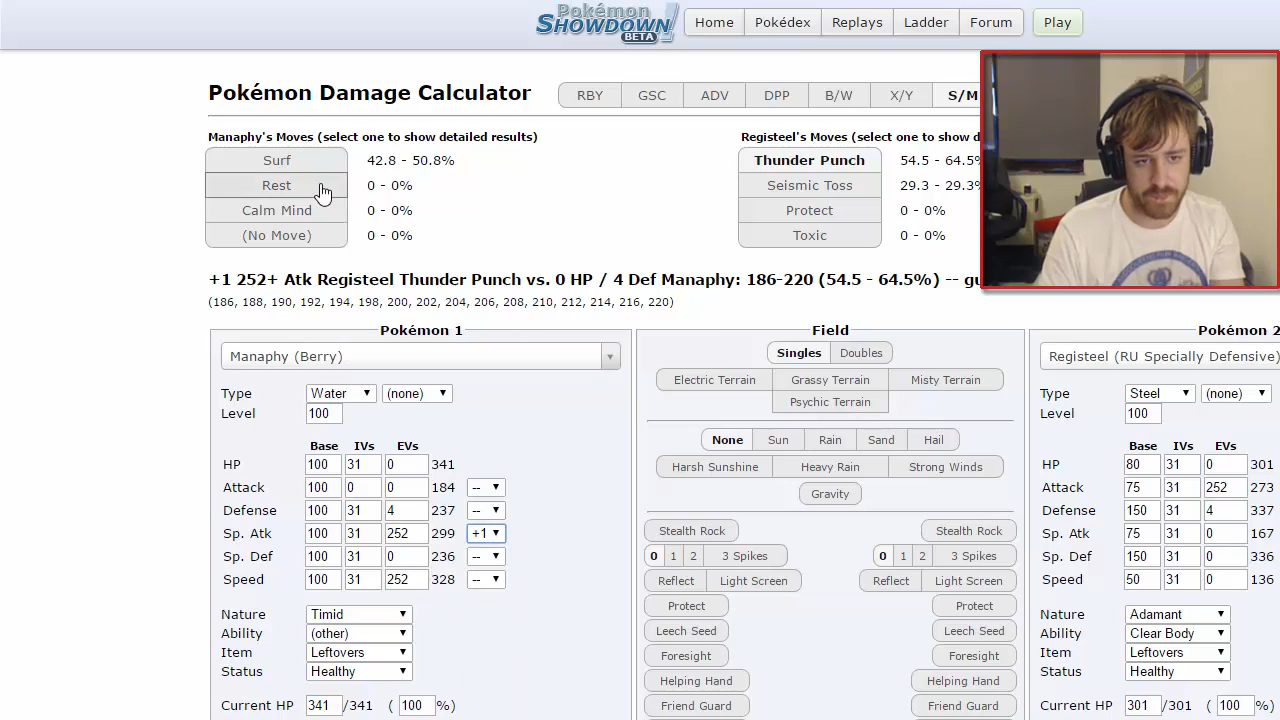 Pokémon
SHOWDOWN!
BETA
Home
Pokédex
Replays
Ladder
Forum
Play
Pokémon Damage Calculator
RBY
GSC
ADV
DPP
B/W
X/Y
S/M
Manaphy's Moves (select one to show detailed results)
Surf 42.8 - 50.8%
Rest 0 - 0%
Calm Mind 0 - 0%
(No Move) 0 - 0%
Registeel's Moves (select one to show d
Thunder Punch 54.5 - 64.5%
Seismic Toss 29.3 - 29.3%
Protect 0 - 0%
Toxic 0 - 0%
+1 252+ Atk Registeel Thunder Punch vs. 0 HP / 4 Def Manaphy: 186-220 (54.5 - 64.5%) -- gu
(186, 188, 190, 192, 194, 198, 200, 202, 204, 206, 208, 210, 212, 214, 216, 220)
Pokémon 1
Manaphy (Berry)
Type Water (none)
Level 100
Base IVs EVs
HP 100 31 0 341
Attack 100 0 0 184 --
Defense 100 31 4 237 --
Sp. Atk 100 31 252 299 +1
Sp. Def 100 31 0 236 --
Speed 100 31 252 328 --
Nature Timid
Ability (other)
Item Leftovers
Status Healthy
Current HP 341 /341 ( 100 %)
Field
Singles Doubles
Electric Terrain Grassy Terrain Misty Terrain
Psychic Terrain
None Sun Rain Sand Hail
Harsh Sunshine Heavy Rain Strong Winds
Gravity
Stealth Rock Stealth Rock
0 1 2 3 Spikes 0 1 2 3 Spikes
Reflect Light Screen Reflect Light Screen
Protect Protect
Leech Seed Leech Seed
Foresight Foresight
Helping Hand Helping Hand
Friend Guard Friend Guard
Pokémon 2
Registeel (RU Specially Defensive)
Type Steel (none)
Level 100
Base IVs EVs
HP 80 31 0 301
Attack 75 31 252 273
Defense 150 31 4 337
Sp. Atk 75 31 0 167
Sp. Def 150 31 0 336
Speed 50 31 0 136
Nature Adamant
Ability Clear Body
Item Leftovers
Status Healthy
Current HP 301 /301 ( 100 %)